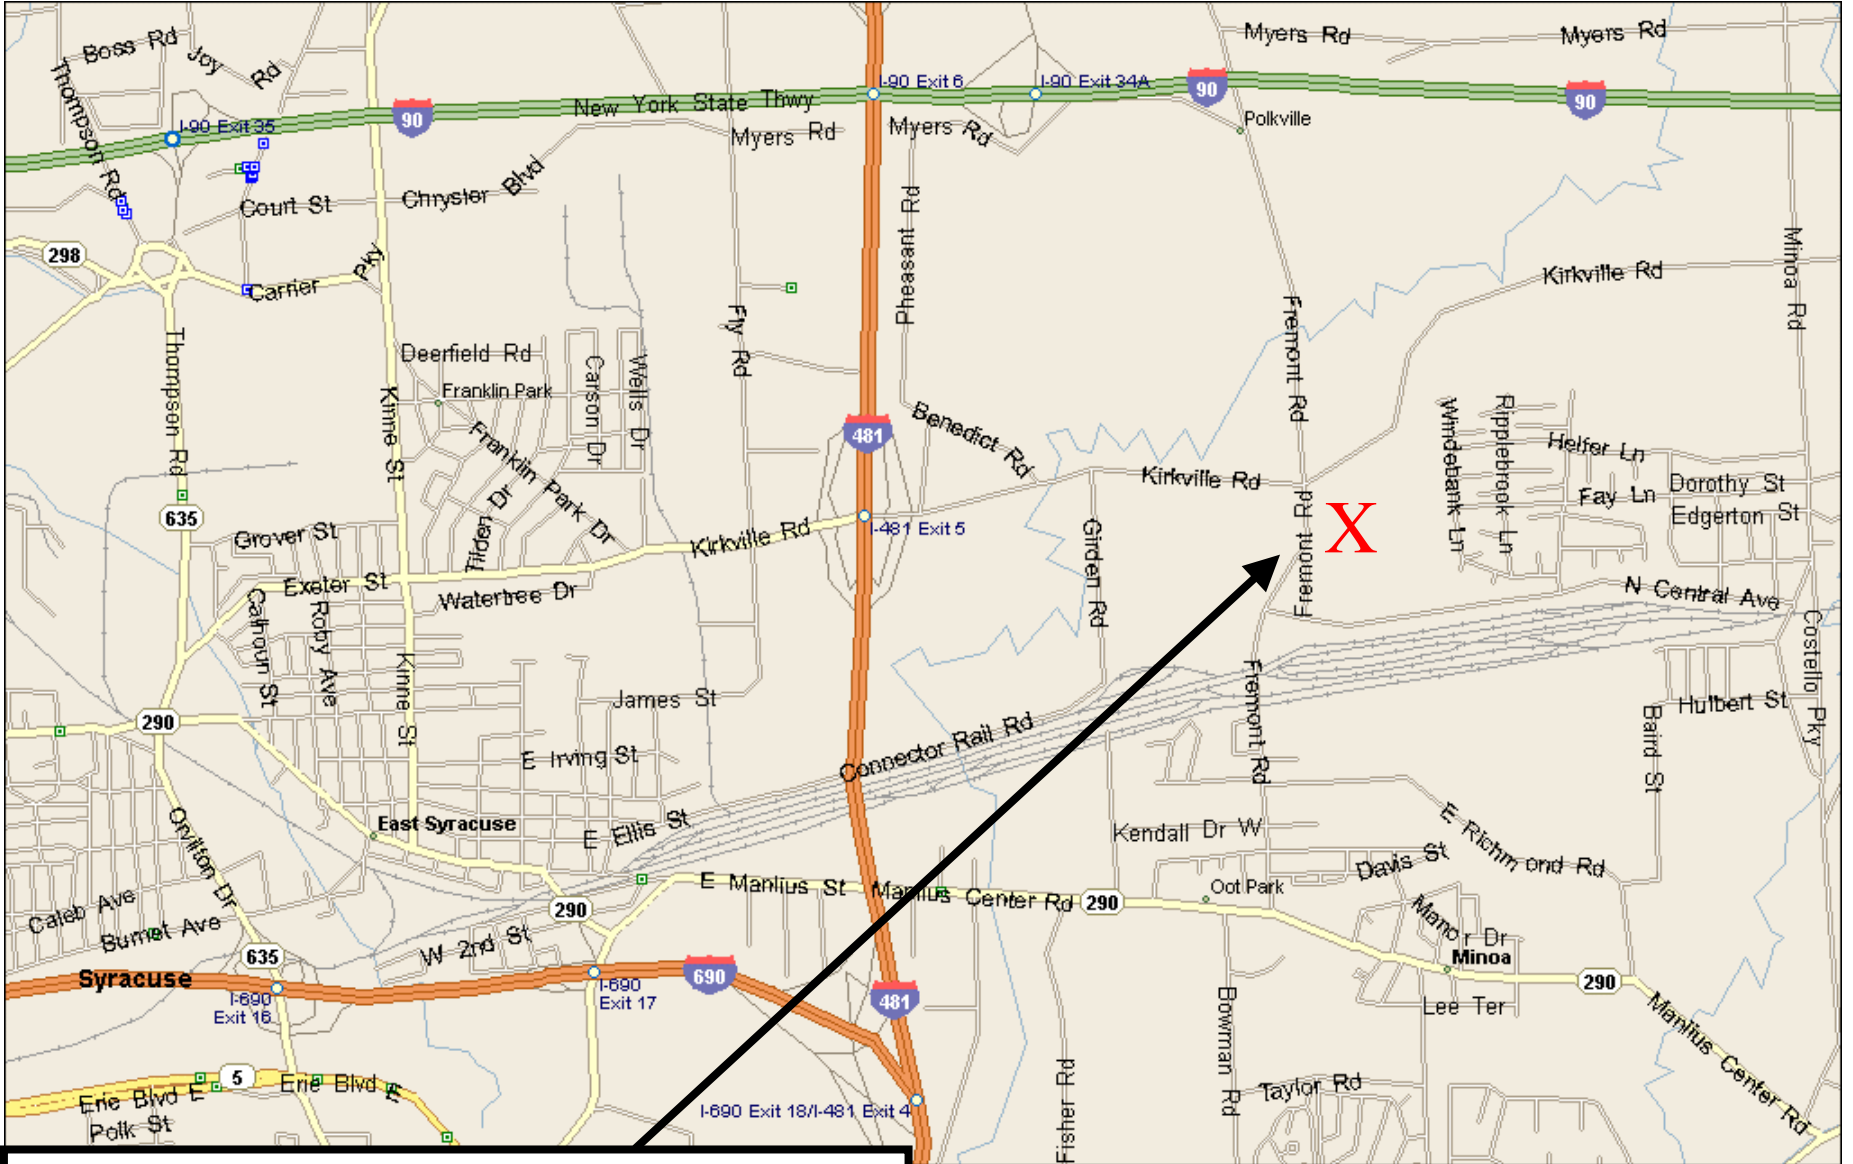 Boss Rd
Joy Rd
Thompson Rd
I-90 Exit 35
90
New York State Thwy
I-90 Exit 6
I-90 Exit 34A
90
90
Myers Rd
Myers Rd
Polkville
Myers Rd
Myers Rd
Court St
Chrysler Blvd
298
Carrier Pky
Pheasant Rd
Fly Rd
Kirkville Rd
Minoa Rd
Fremont Rd
Thompson Rd
Deerfield Rd
Franklin Park
Carson Dr
Wells Dr
Kinne St
Franklin Park Dr
Tilden Dr
481
Benedict Rd
Kirkville Rd
Windebank Ln
Ripplebrook Ln
Helfer Ln
Fay Ln
Dorothy St
Edgerton St
635
Grover St
Kirkville Rd
I-481 Exit 5
Girden Rd
Fremont Rd
X
Exeter St
Watertree Dr
Calhoun St
Roby Ave
Kinne St
N Central Ave
Costello Pky
James St
Fremont Rd
Hulbert St
Baird St
290
E Irving St
Connector Rail Rd
Orvilton Dr
East Syracuse
E Ellis St
Kendall Dr W
E Richmond Rd
Davis St
E Manlius St
Manlius Center Rd
290
Oot Park
Caleb Ave
Burnet Ave
290
W 2nd St
Manor Dr
Minoa
635
Syracuse
I-690 Exit 16
I-690 Exit 17
690
481
290
Lee Ter
Manlius Center Rd
Bowman Rd
Fisher Rd
Taylor Rd
5
Erie Blvd E
Erie Blvd E
Polk St
I-690 Exit 18/I-481 Exit 4